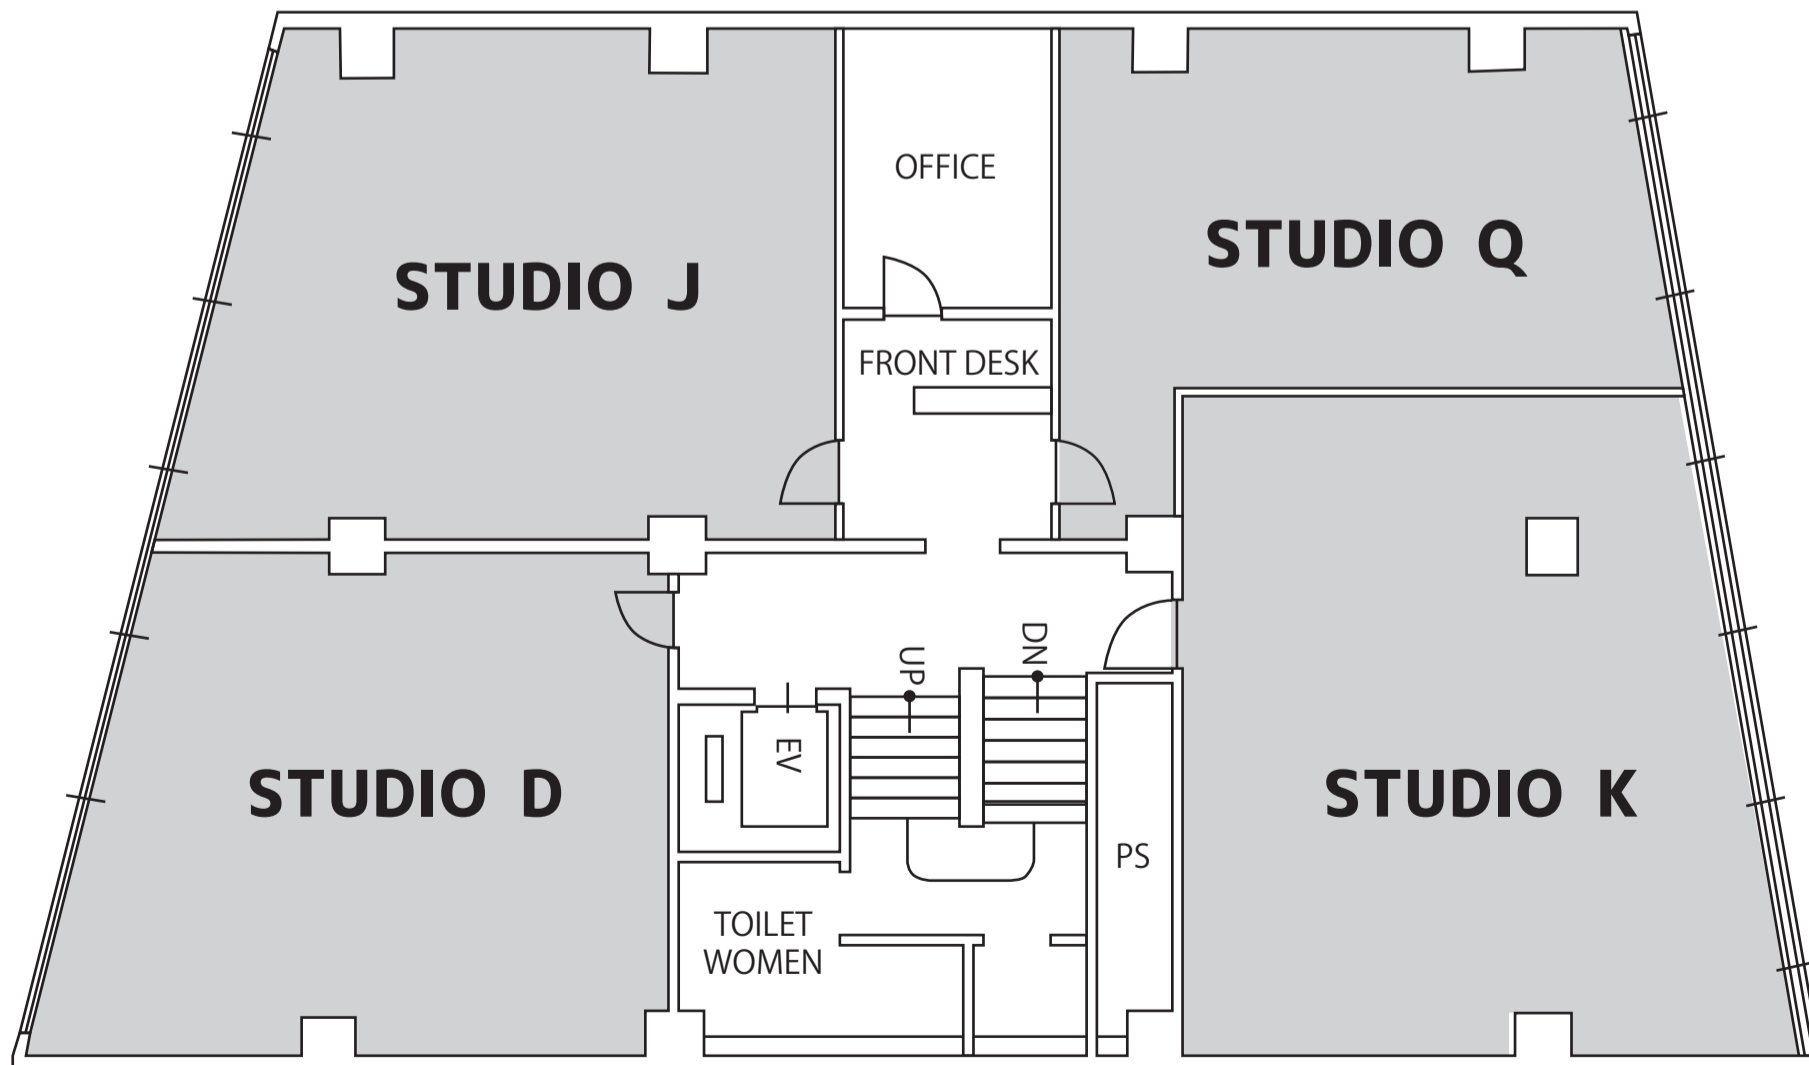 OFFICE
STUDIO Q
STUDIO J
FRONT DESK
DN
UP
EV
STUDIO D
STUDIO K
PS
TOILET
WOMEN